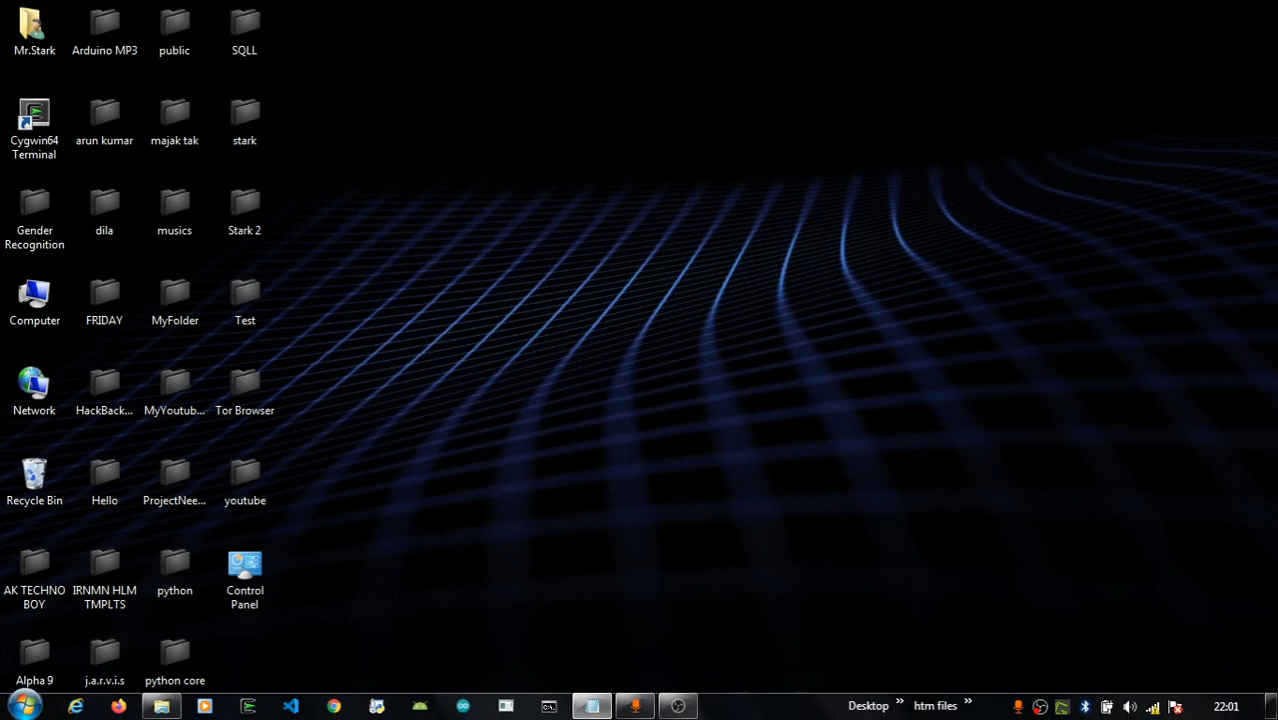 Mr.Stark
Arduino MP3
public
SQLL
Cygwin64
Terminal
arun kumar
majak tak
stark
Gender
Recognition
dila
musics
Stark 2
Computer
FRIDAY
MyFolder
Test
Network
HackBack...
MyYoutub...
Tor Browser
Recycle Bin
Hello
ProjectNee...
youtube
AK TECHNO
BOY
IRNMN HLM
TMPLTS
python
Control
Panel
Alpha 9
j.a.r.v.i.s
python core
Desktop »
htm files »
22:01